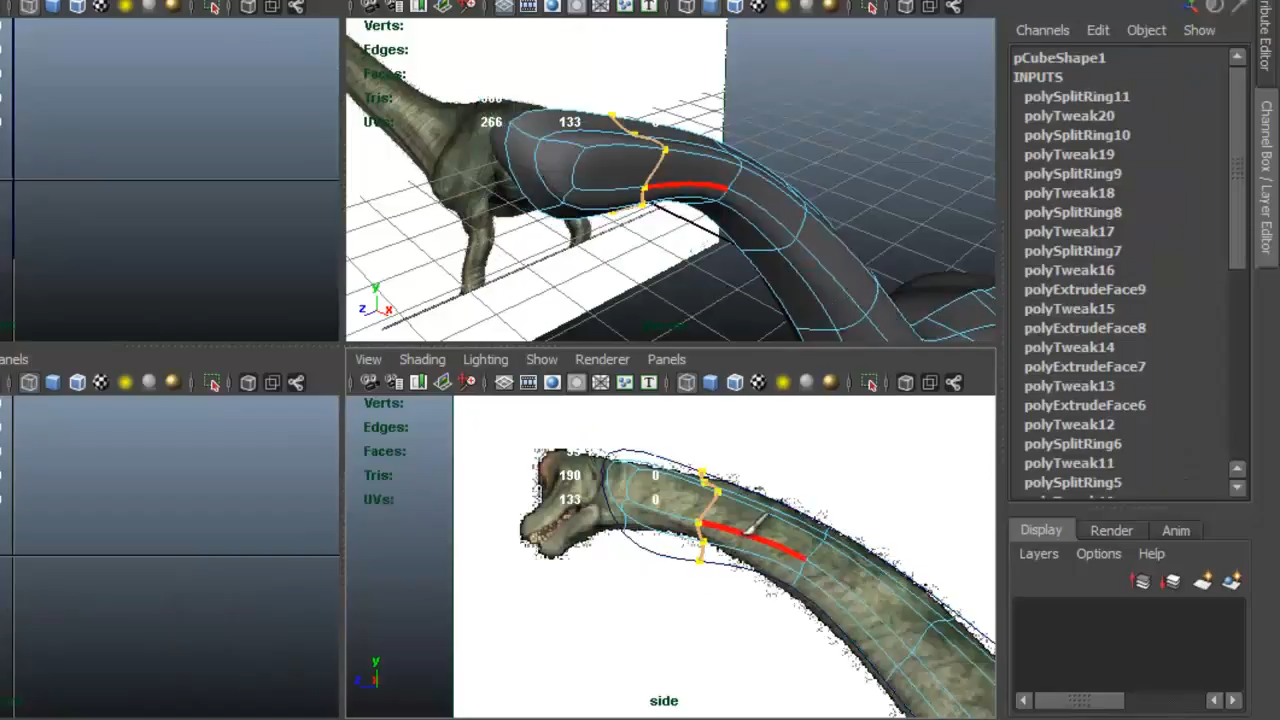 Verts:
Edges:
Faces:
Tris:
UVs:
266 133
y
z x
Channels Edit Object Show
pCubeShape1
INPUTS
polySplitRing11
polyTweak20
polySplitRing10
polyTweak19
polySplitRing9
polyTweak18
polySplitRing8
polyTweak17
polySplitRing7
polyTweak16
polyExtrudeFace9
polyTweak15
polyExtrudeFace8
polyTweak14
polyExtrudeFace7
polyTweak13
polyExtrudeFace6
polyTweak12
polySplitRing6
polyTweak11
polySplitRing5
Channel Box / Layer Editor
anels
View Shading Lighting Show Renderer Panels
Verts:
Edges:
Faces:
Tris: 190 0
UVs: 133 0
y
side
Display Render Anim
Layers Options Help